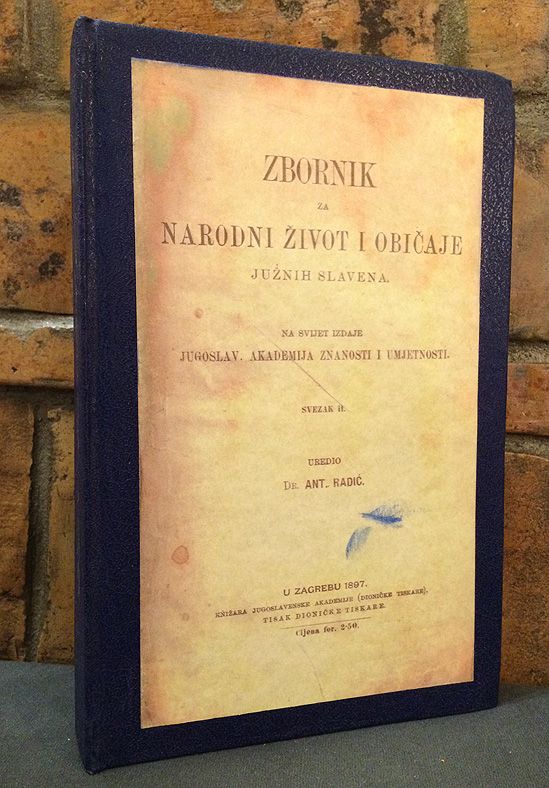 ZBORNIK
ZA
NARODNI ŽIVOT I OBIČAJE
JUŽNIH SLAVENA.
NA SVIJET IZDAJE
JUGOSLAV. AKADEMIJA ZNANOSTI I UMJETNOSTI.
SVEZAK II.
UREDIO
DR. ANT. RADIĆ.
U ZAGREBU 1897.
KNIŽARA JUGOSLAVENSKE AKADEMIJE (DIONIČKE TISKARE).
TISAK DIONIČKE TISKARE.
Cijena for. 2·50.